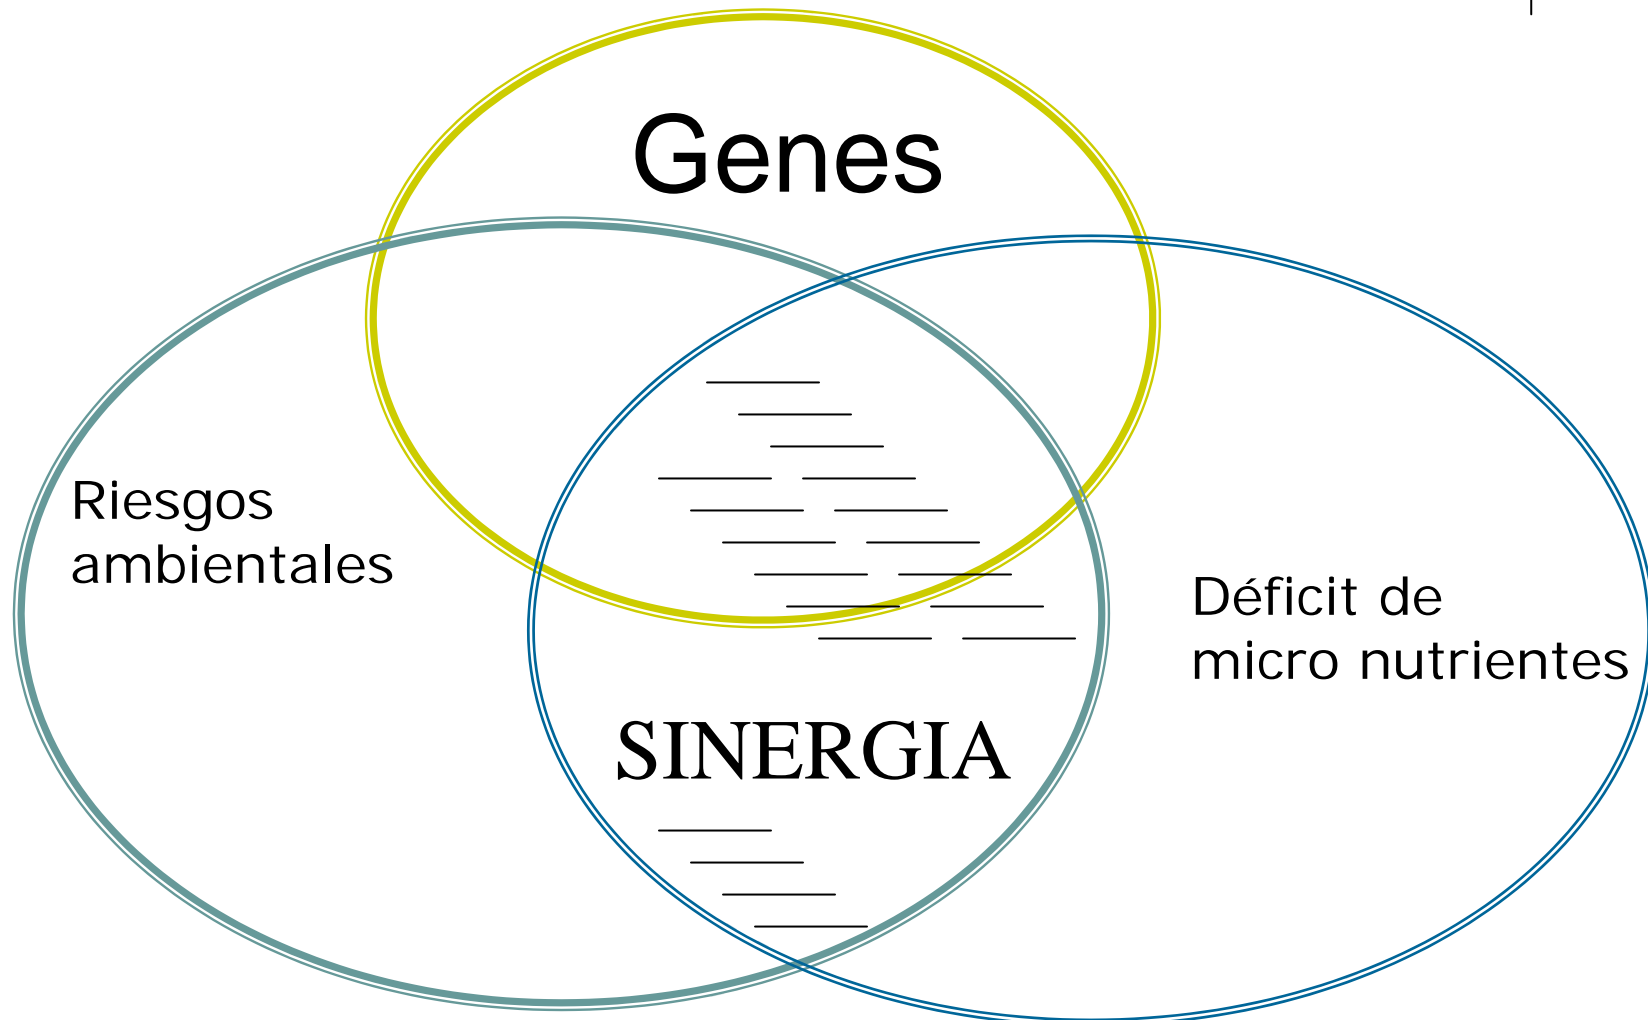 Genes
Riesgos
ambientales
Déficit de
micro nutrientes
SINERGIA